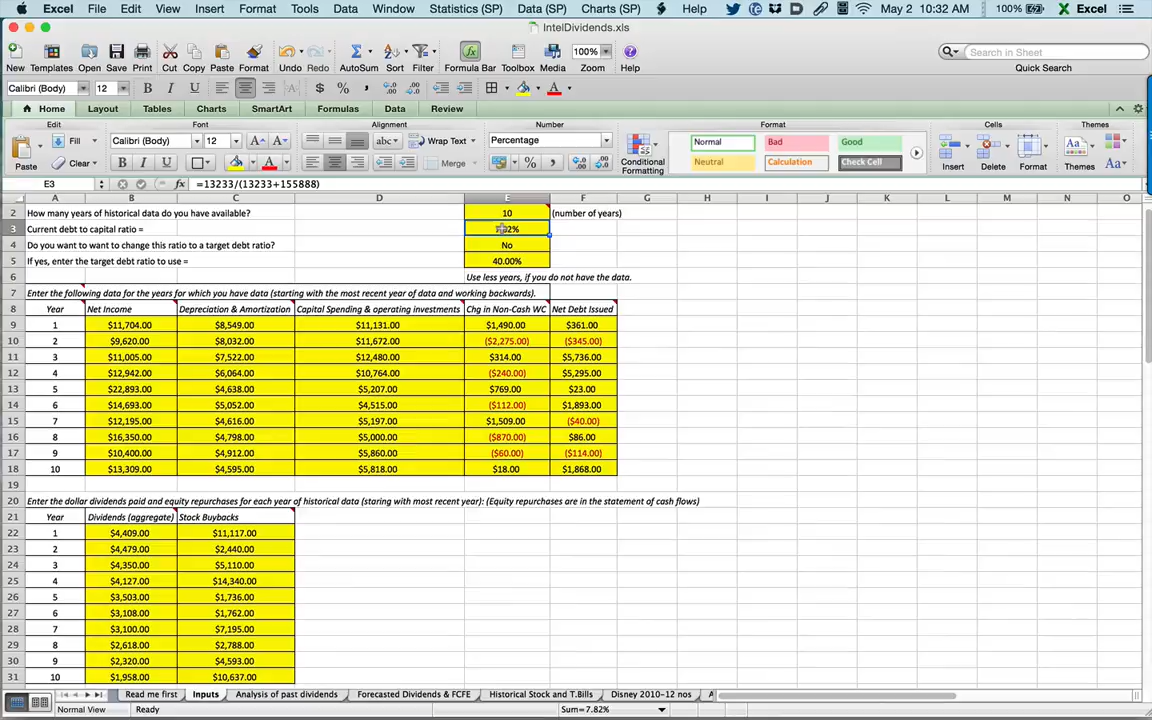 Excel File Edit View Insert Format Tools Data Window Statistics (SP) Data (SP) Charts (SP) Help May 2 10:32 AM 100% Excel
IntelDividends.xls
100%
Search in Sheet
New Templates Open Save Print Cut Copy Paste Format Undo Redo AutoSum Sort Filter Formula Bar Toolbox Media Zoom Help Quick Search
Calibri (Body) 12 B I U
Home Layout Tables Charts SmartArt Formulas Data Review
Edit Font Alignment Number Format Cells Themes
Fill Calibri (Body) 12 A A abc Wrap Text Percentage Normal Bad Good
Paste Clear B I U Merge Conditional Formatting Neutral Calculation Check Cell Insert Delete Format Themes Aa
E3 fx =13233/(13233+155888)
A B C D E F G H I J K L M N O
2 How many years of historical data do you have available? 10 (number of years)
3 Current debt to capital ratio =
4 Do you want to want to change this ratio to a target debt ratio? No
5 If yes, enter the target debt ratio to use = 40.00%
6 Use less years, if you do not have the data.
7 Enter the following data for the years for which you have data (starting with the most recent year of data and working backwards).
8 Year Net Income Depreciation & Amortization Capital Spending & operating investments Chg in Non-Cash WC Net Debt Issued
9 1 $11,704.00 $8,549.00 $11,131.00 $1,490.00 $361.00
10 2 $9,620.00 $8,032.00 $11,672.00 ($2,275.00) ($345.00)
11 3 $11,005.00 $7,522.00 $12,480.00 $314.00 $5,736.00
12 4 $12,942.00 $6,064.00 $10,764.00 ($240.00) $5,295.00
13 5 $22,893.00 $4,638.00 $5,207.00 $769.00 $23.00
14 6 $14,693.00 $5,052.00 $4,515.00 ($112.00) $1,893.00
15 7 $12,195.00 $4,616.00 $5,197.00 $1,509.00 ($40.00)
16 8 $16,350.00 $4,798.00 $5,000.00 ($870.00) $86.00
17 9 $10,400.00 $4,912.00 $5,860.00 ($60.00) ($114.00)
18 10 $13,309.00 $4,595.00 $5,818.00 $18.00 $1,868.00
19
20 Enter the dollar dividends paid and equity repurchases for each year of historical data (staring with most recent year): (Equity repurchases are in the statement of cash flows)
21 Year Dividends (aggregate) Stock Buybacks
22 1 $4,409.00 $11,117.00
23 2 $4,479.00 $2,440.00
24 3 $4,350.00 $5,110.00
25 4 $4,127.00 $14,340.00
26 5 $3,503.00 $1,736.00
27 6 $3,108.00 $1,762.00
28 7 $3,100.00 $7,195.00
29 8 $2,618.00 $2,788.00
30 9 $2,320.00 $4,593.00
31 10 $1,958.00 $10,637.00
Read me first Inputs Analysis of past dividends Forecasted Dividends & FCFE Historical Stock and T.Bills Disney 2010-12 nos
Normal View Ready Sum=7.82%